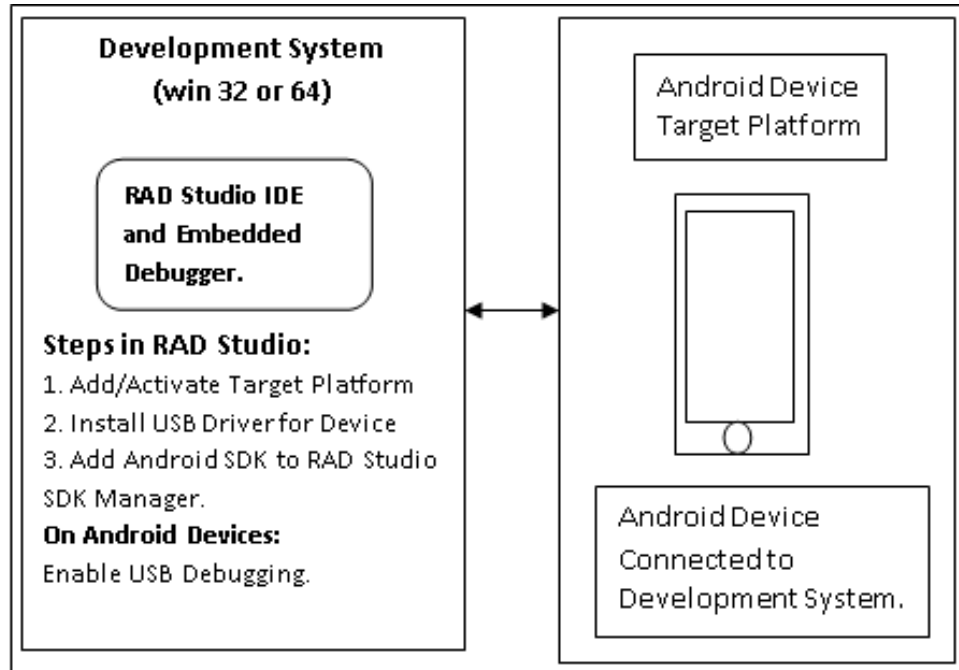 Development System
(win 32 or 64)
RAD Studio IDE
and Embedded
Debugger.
Steps in RAD Studio:
1. Add/Activate Target Platform
2. Install USB Driver for Device
3. Add Android SDK to RAD Studio
SDK Manager.
On Android Devices:
Enable USB Debugging.
Android Device
Target Platform
Android Device
Connected to
Development System.